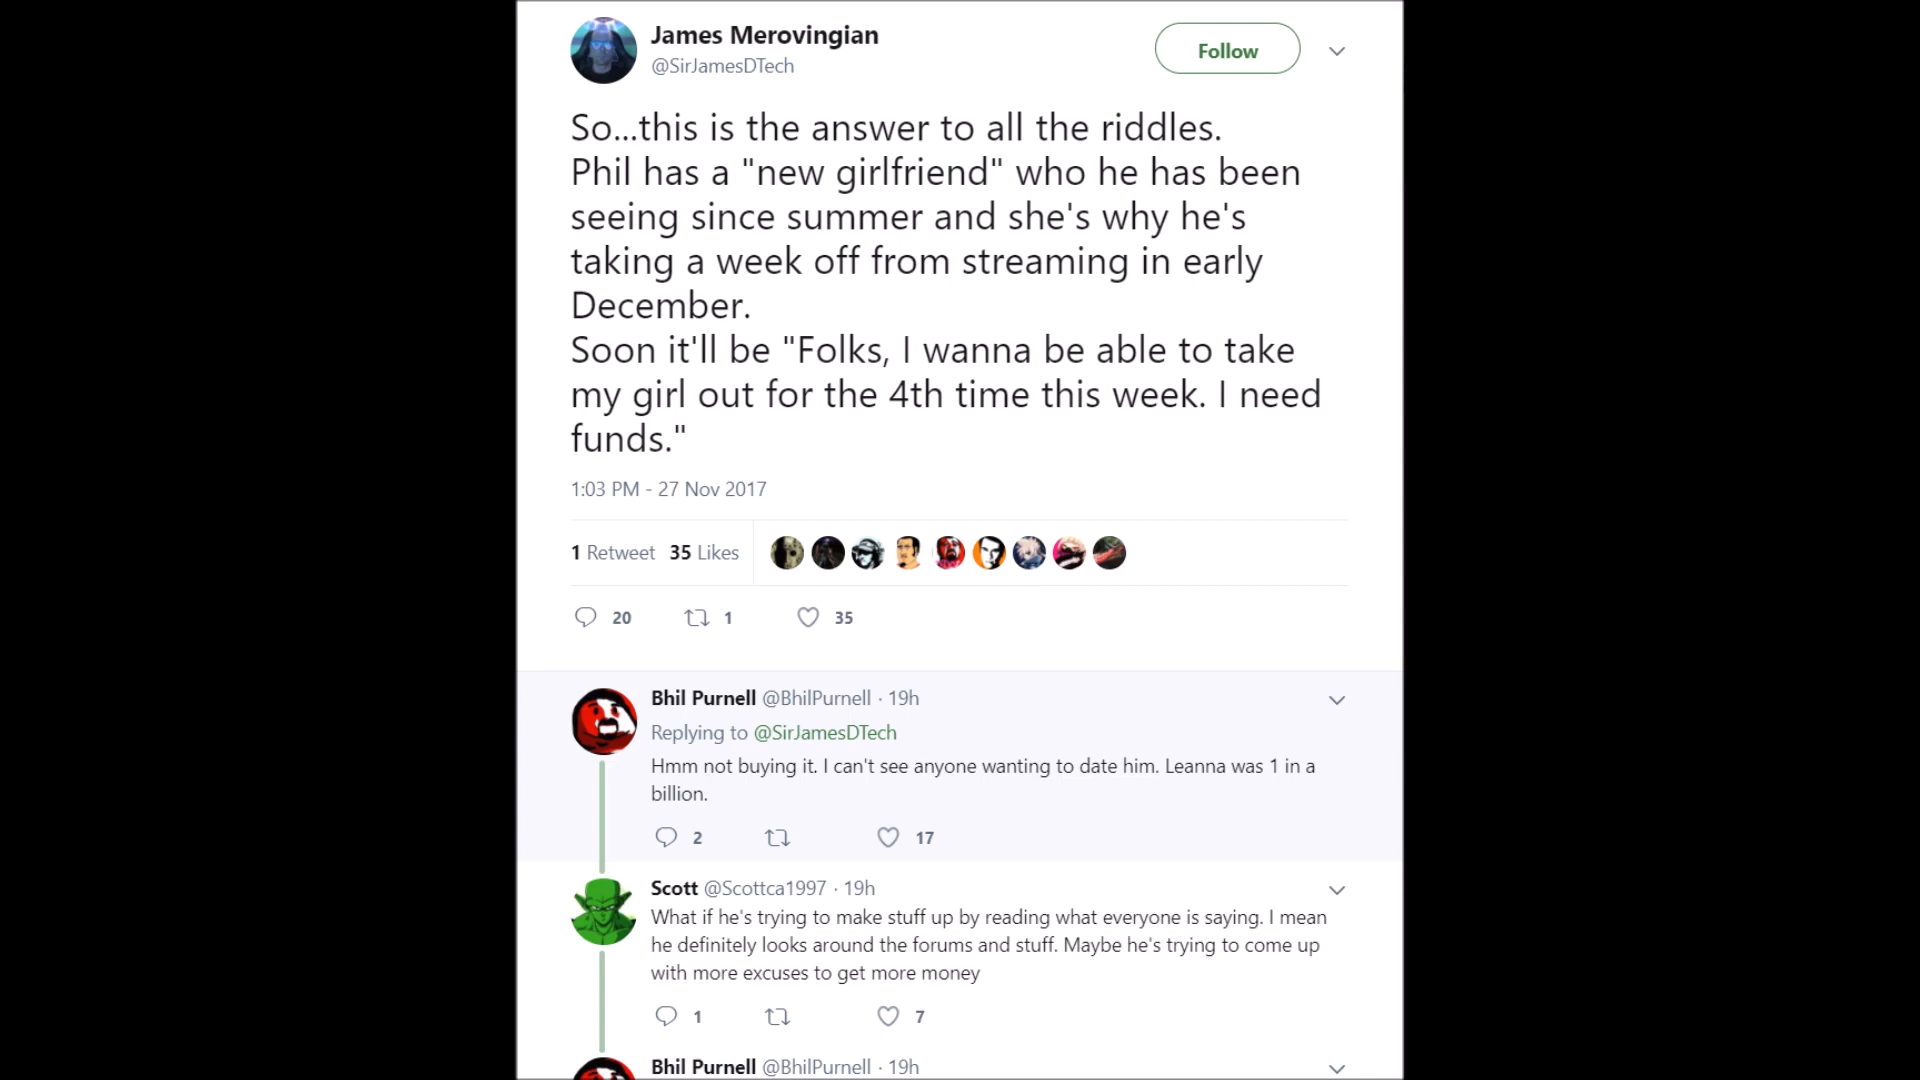 James Merovingian
@SirJamesDTech
Follow
So...this is the answer to all the riddles.
Phil has a "new girlfriend" who he has been
seeing since summer and she's why he's
taking a week off from streaming in early
December.
Soon it'll be "Folks, I wanna be able to take
my girl out for the 4th time this week. I need
funds."
1:03 PM - 27 Nov 2017
1 Retweet 35 Likes
20 1 35
Bhil Purnell @BhilPurnell · 19h
Replying to @SirJamesDTech
Hmm not buying it. I can't see anyone wanting to date him. Leanna was 1 in a
billion.
2 17
Scott @Scottca1997 · 19h
What if he's trying to make stuff up by reading what everyone is saying. I mean
he definitely looks around the forums and stuff. Maybe he's trying to come up
with more excuses to get more money
1 7
Bhil Purnell @BhilPurnell · 19h